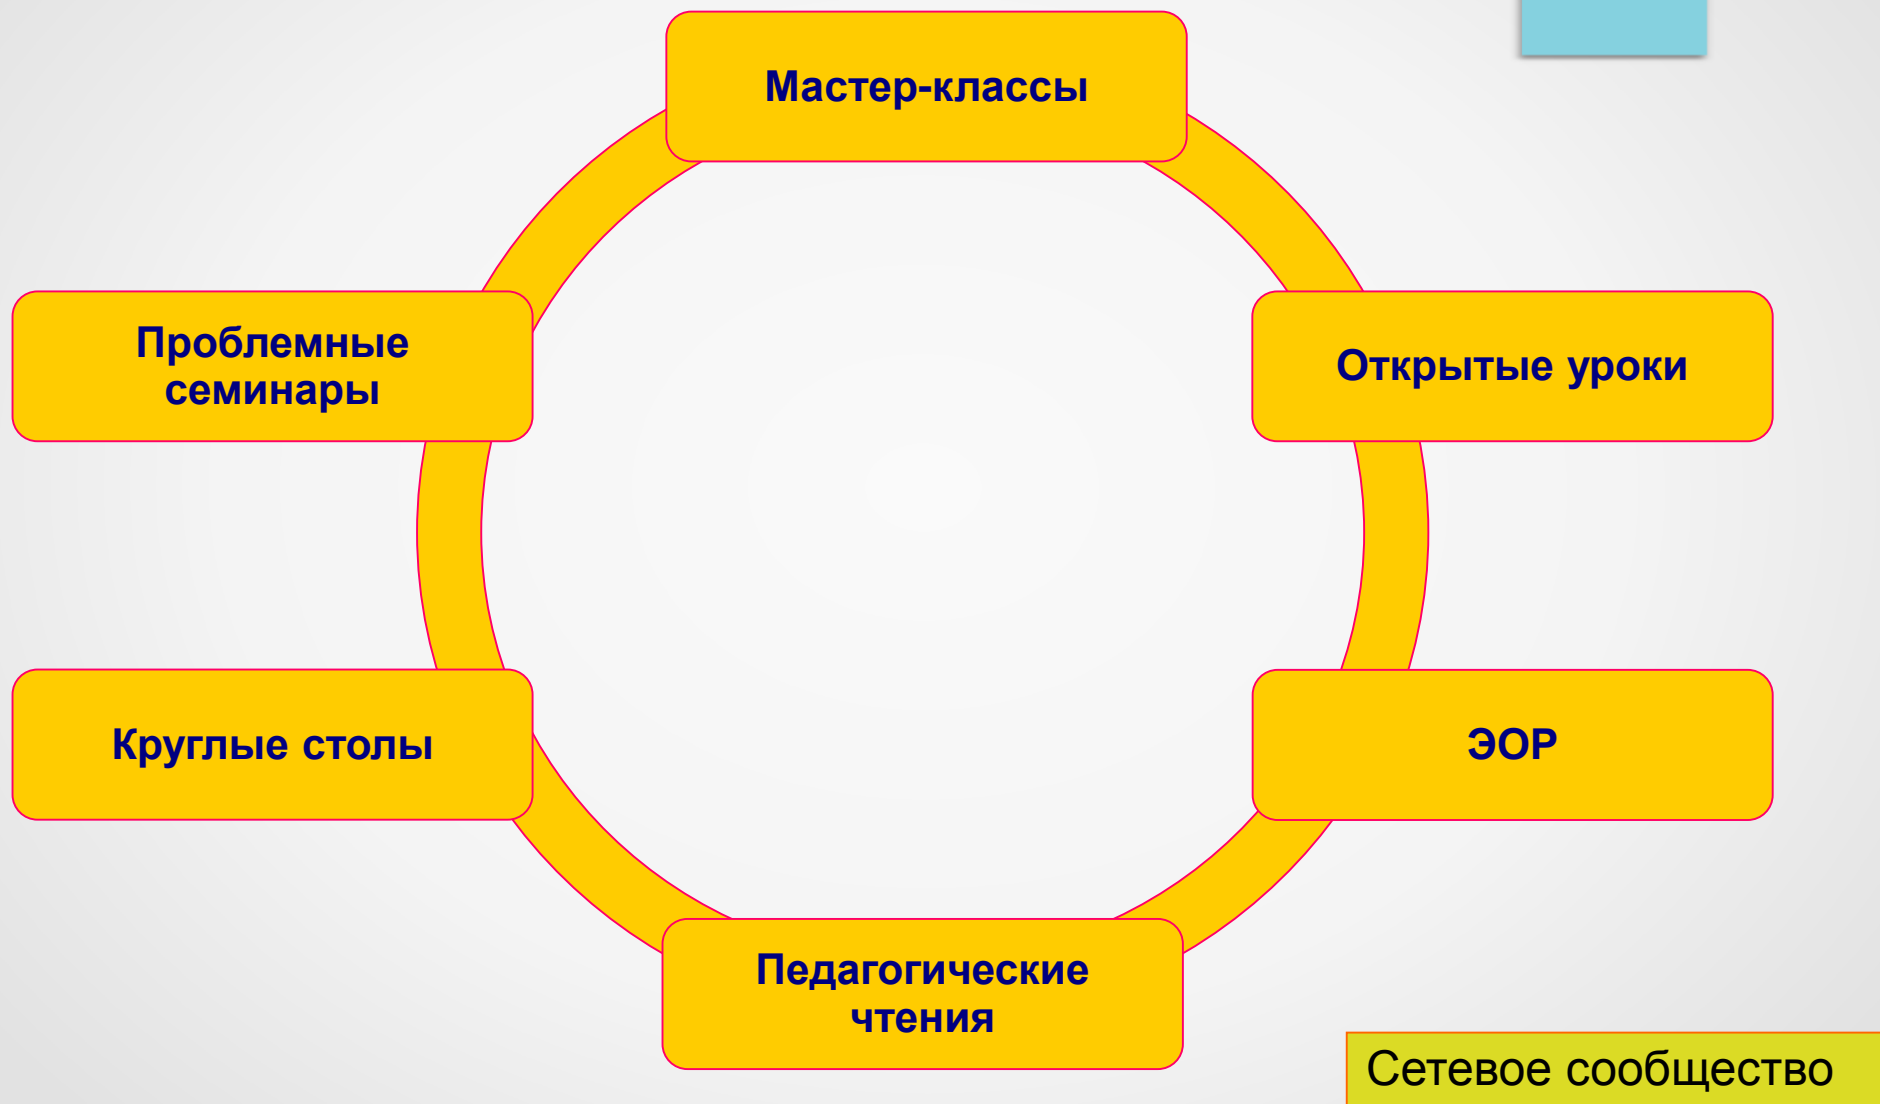 Мастер-классы
Проблемные
семинары
Открытые уроки
Круглые столы
ЭОР
Педагогические
чтения
Сетевое сообщество